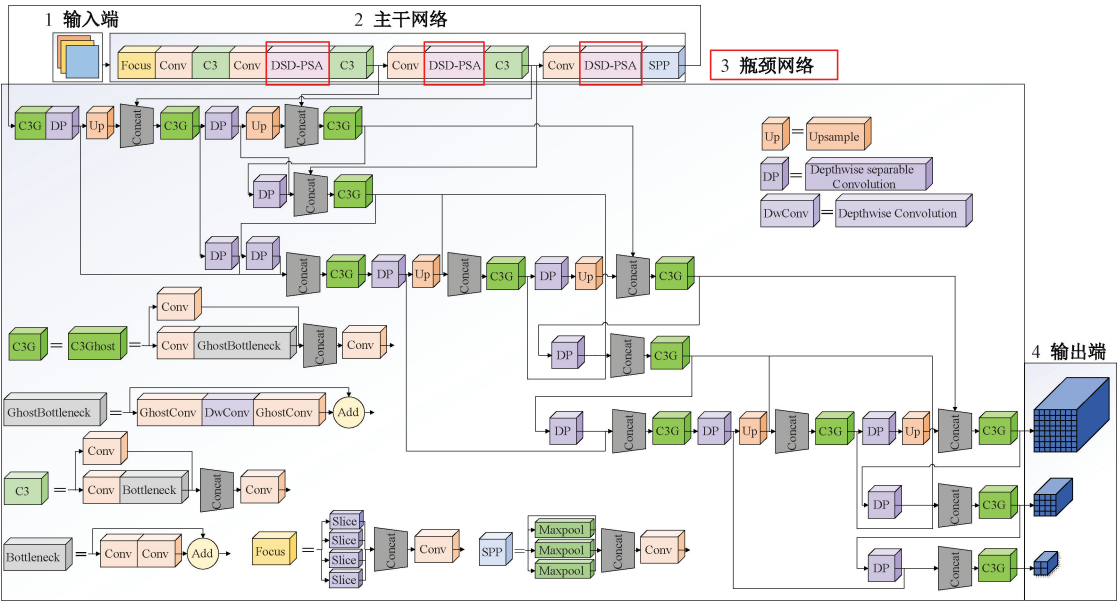 1 输入端
2 主干网络
Focus Conv C3 Conv DSD-PSA C3 Conv DSD-PSA C3 Conv DSD-PSA SPP
3 瓶颈网络
C3G DP Up Concat C3G DP Up Concat C3G
Up = Upsample
DP = Depthwise separable Convolution
DwConv = Depthwise Convolution
DP Concat C3G
DP DP Concat C3G DP Up Concat C3G DP Up Concat C3G
C3G = C3Ghost = Conv Conv GhostBottleneck Concat Conv
DP Concat C3G
4 输出端
GhostBottleneck = GhostConv DwConv GhostConv Add
DP Concat C3G DP Up Concat C3G DP Up Concat C3G
C3 = Conv Conv Bottleneck Concat Conv
DP Concat C3G
Bottleneck = Conv Conv Add
Focus = Slice Slice Slice Slice Concat Conv
SPP = Maxpool Maxpool Maxpool Concat Conv
DP Concat C3G